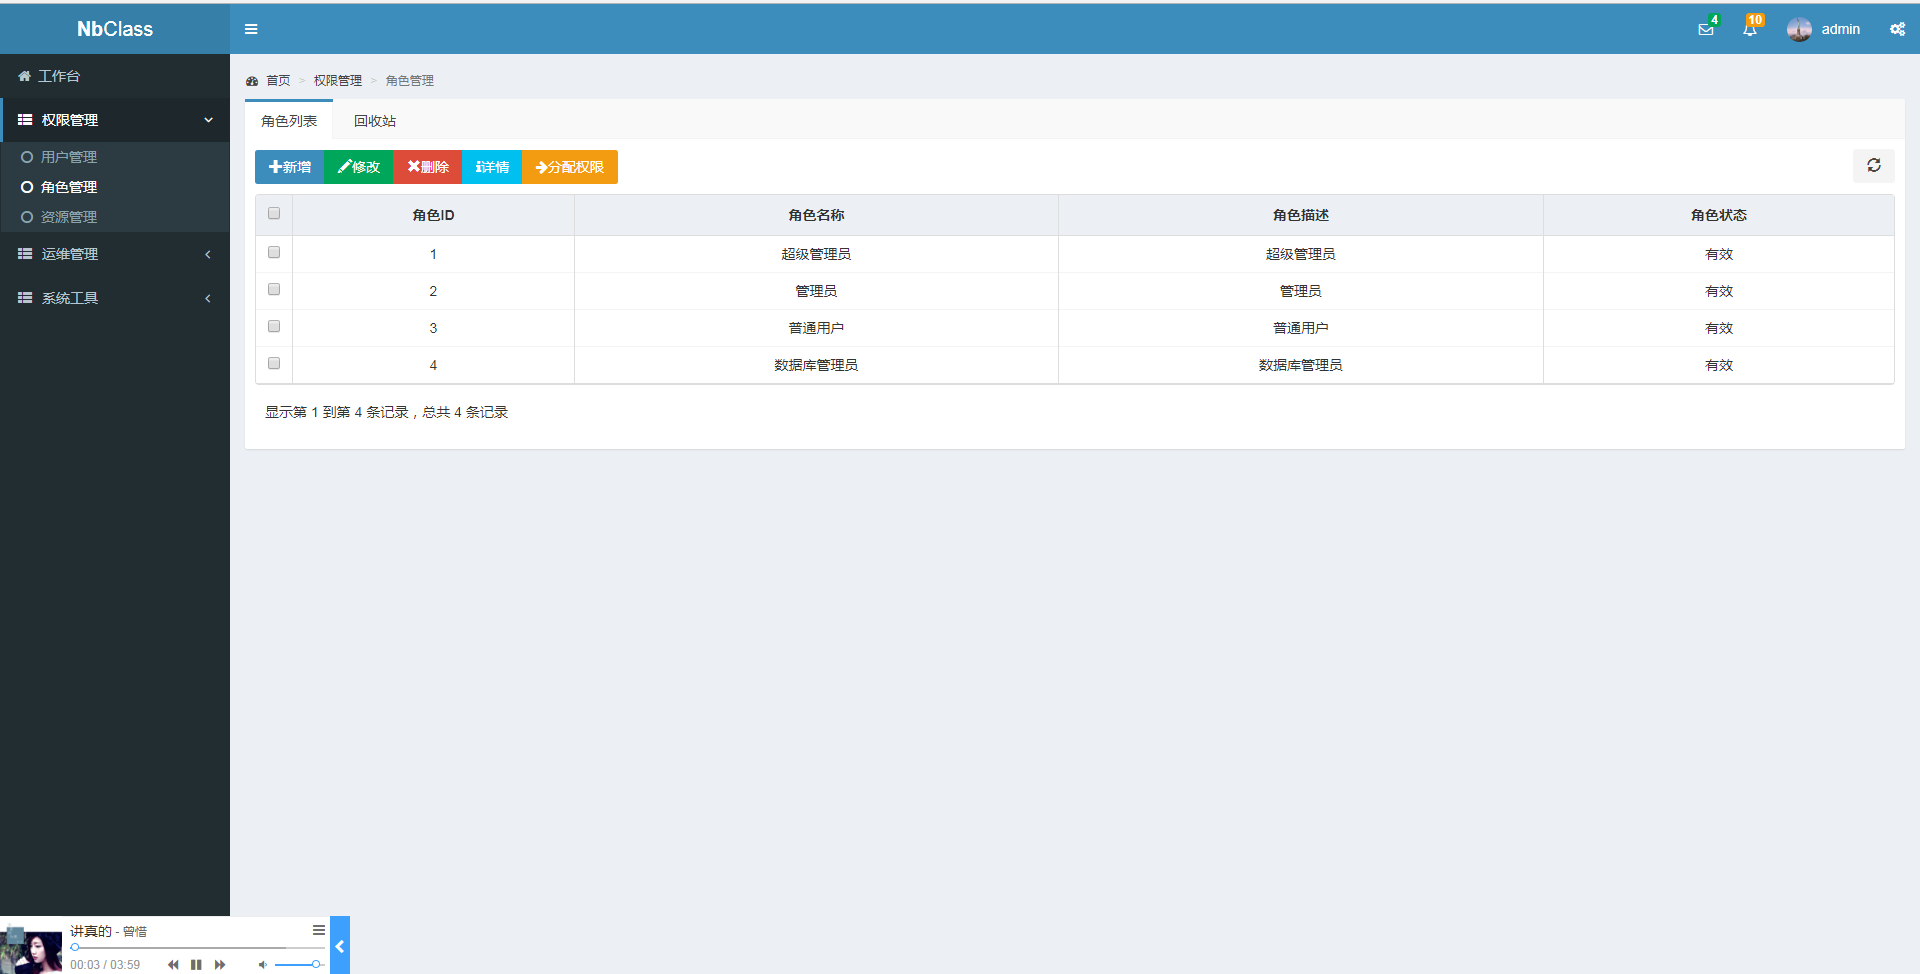 NbClass
4
10
admin
工作台
权限管理
用户管理
角色管理
资源管理
运维管理
系统工具
首页 > 权限管理 > 角色管理
角色列表 回收站
新增 修改 删除 详情 分配权限
角色ID 角色名称 角色描述 角色状态
1 超级管理员 超级管理员 有效
2 管理员 管理员 有效
3 普通用户 普通用户 有效
4 数据库管理员 数据库管理员 有效
显示第 1 到第 4 条记录，总共 4 条记录
讲真的 - 曾惜
00:03 / 03:59